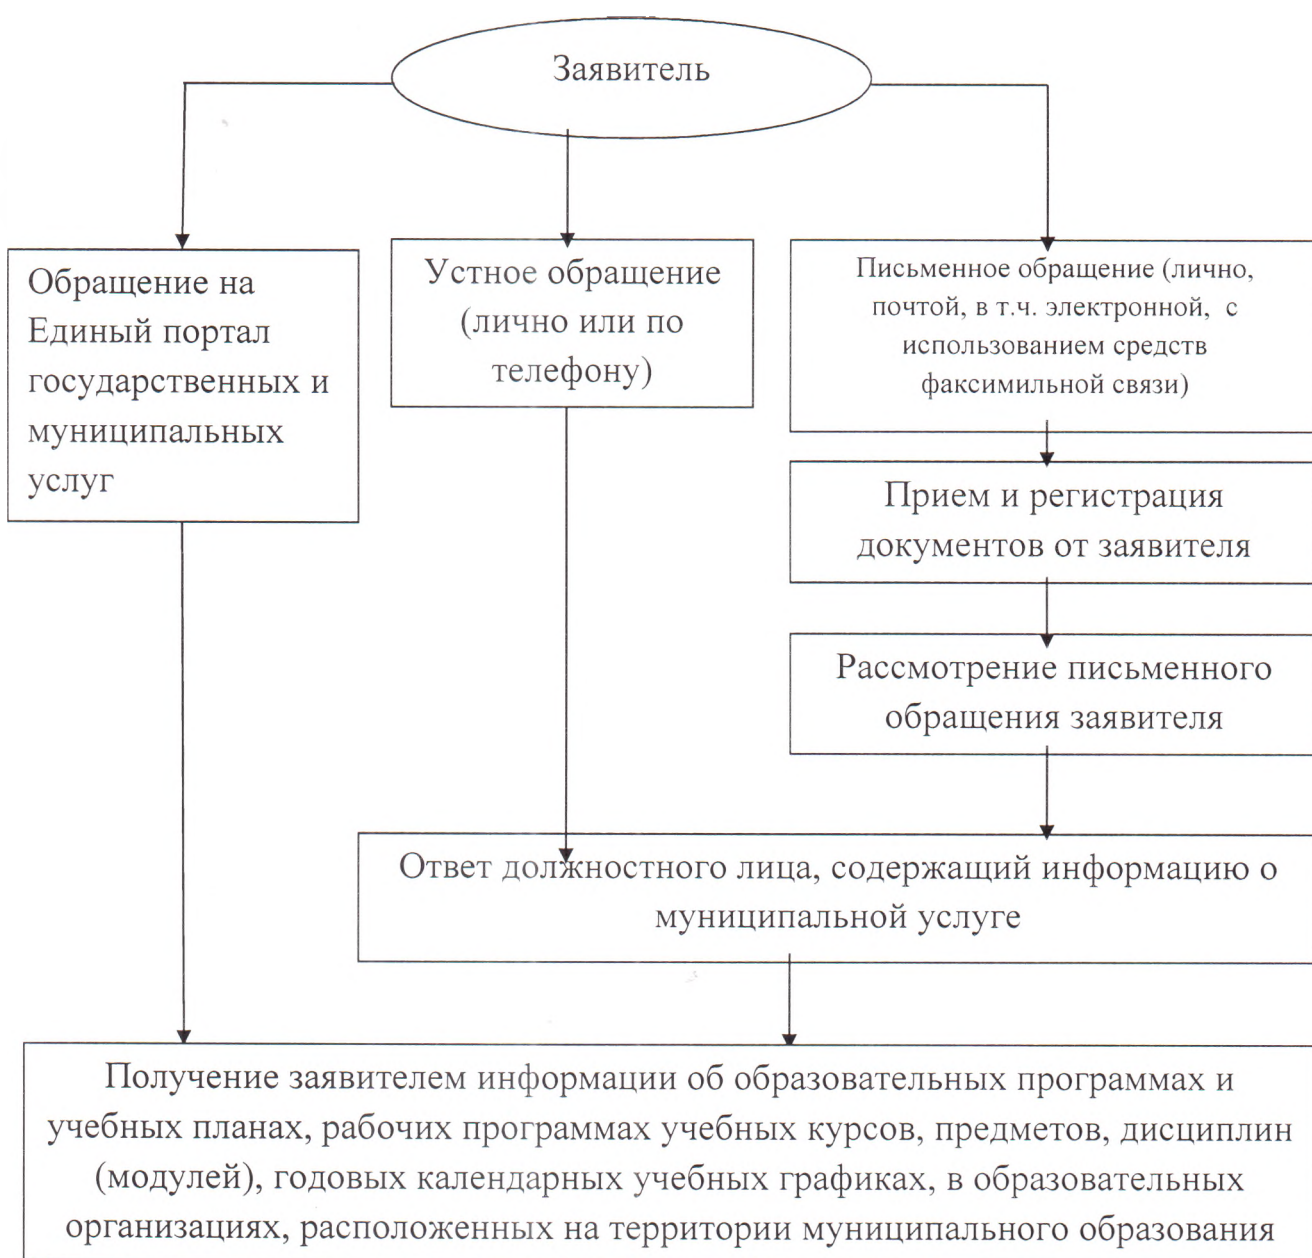 Заявитель
Обращение на
Единый портал
государственных и
муниципальных
услуг
Устное обращение
(лично или по
телефону)
Письменное обращение (лично,
почтой, в т.ч. электронной, с
использованием средств
факсимильной связи)
Прием и регистрация
документов от заявителя
Рассмотрение письменного
обращения заявителя
Ответ должностного лица, содержащий информацию о
муниципальной услуге
Получение заявителем информации об образовательных программах и
учебных планах, рабочих программах учебных курсов, предметов, дисциплин
(модулей), годовых календарных учебных графиках, в образовательных
организациях, расположенных на территории муниципального образования